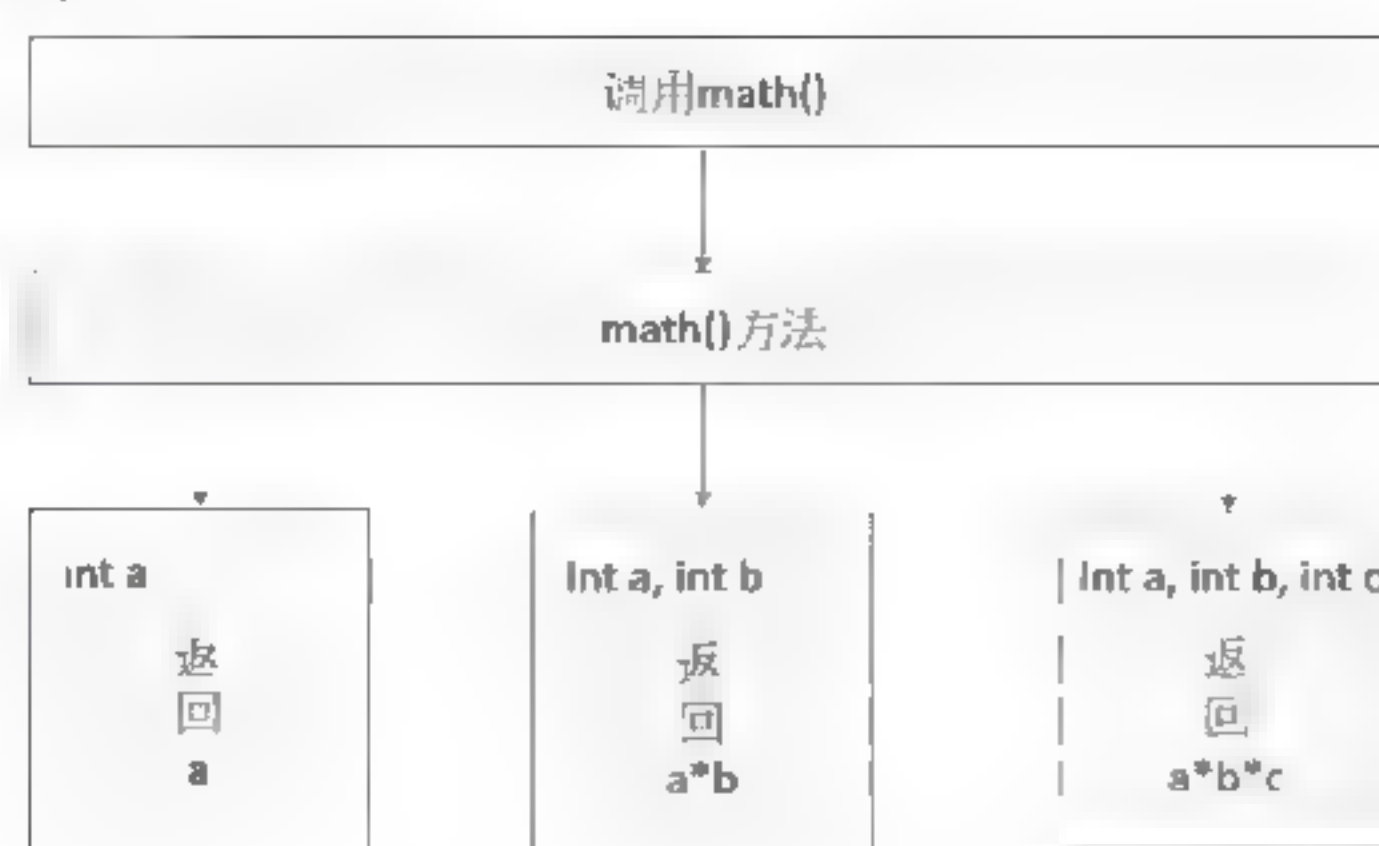 调用math()
math()方法
int a
返
回
a
Int a, int b
返
回
a*b
Int a, int b, int c
返
回
a*b*c